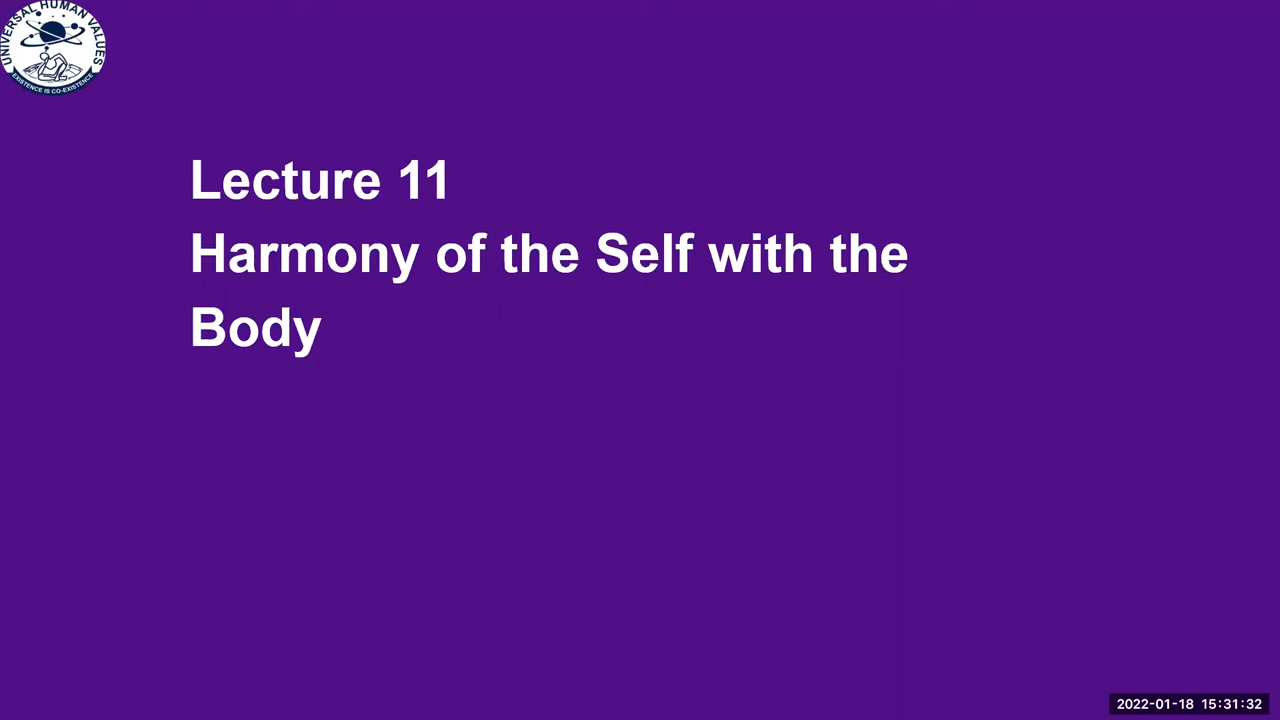 UNIVERSAL HUMAN VALUES
EXISTENCE IS CO-EXISTENCE
Lecture 11
Harmony of the Self with the
Body
2022-01-18 15:31:32